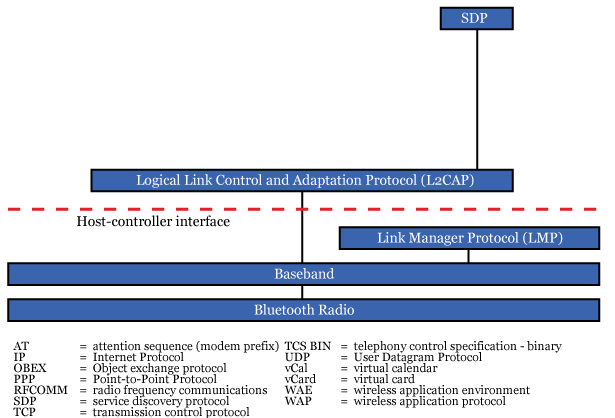 SDP
Logical Link Control and Adaptation Protocol (L2CAP)
Host-controller interface
Link Manager Protocol (LMP)
Baseband
Bluetooth Radio
AT = attention sequence (modem prefix) TCS BIN = telephony control specification - binary
IP = Internet Protocol UDP = User Datagram Protocol
OBEX = Object exchange protocol vCal = virtual calendar
PPP = Point-to-Point Protocol vCard = virtual card
RFCOMM = radio frequency communications WAE = wireless application environment
SDP = service discovery protocol WAP = wireless application protocol
TCP = transmission control protocol